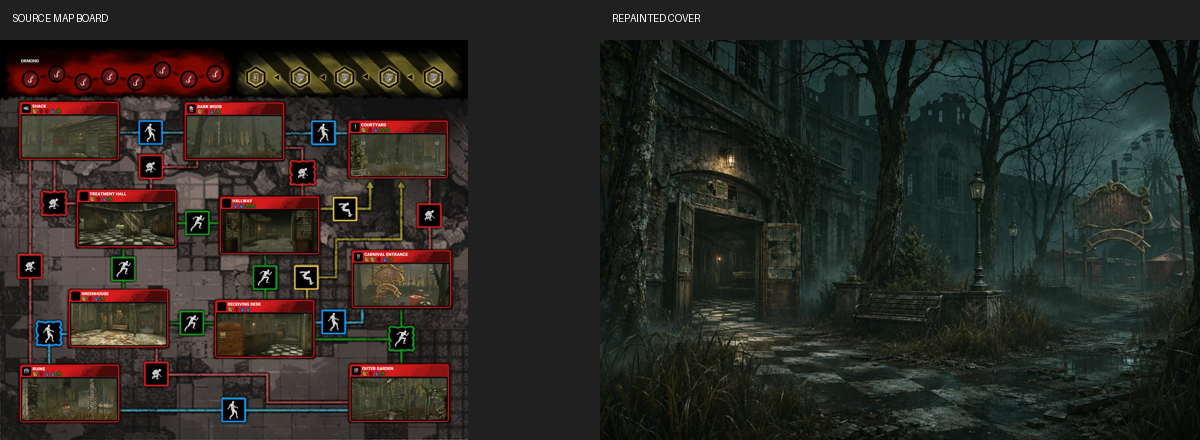 SOURCE MAP BOARD
REPAINTED COVER
ORMOND
SHACK
DARK WOOD
COURTYARD
TREATMENT HALL
HALLWAY
CARNIVAL ENTRANCE
GREENHOUSE
RECEIVING DESK
RUINS
OUTER GARDEN